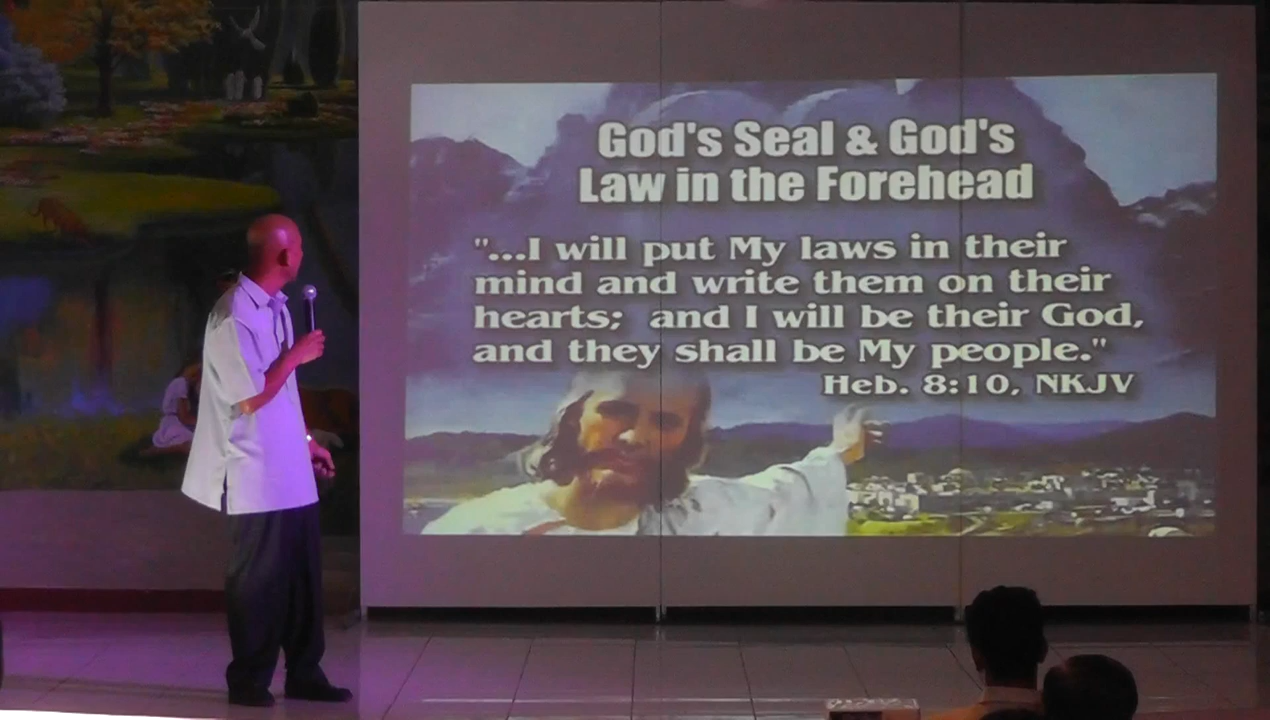 God's Seal & God's
Law in the Forehead
"...I will put My laws in their
mind and write them on their
hearts; and I will be their God,
and they shall be My people."
Heb. 8:10, NKJV